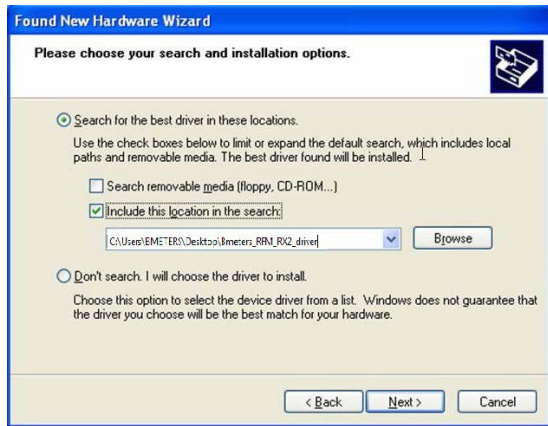 Found New Hardware Wizard
Please choose your search and installation options.
Search for the best driver in these locations.
Use the check boxes below to limit or expand the default search, which includes local
paths and removable media. The best driver found will be installed.
Search removable media (floppy, CD-ROM...)
Include this location in the search:
C:\Users\BMETERS\Desktop\Bmeters_RFM_RX2_driver
Browse
Don't search. I will choose the driver to install.
Choose this option to select the device driver from a list. Windows does not guarantee that
the driver you choose will be the best match for your hardware.
< Back
Next >
Cancel